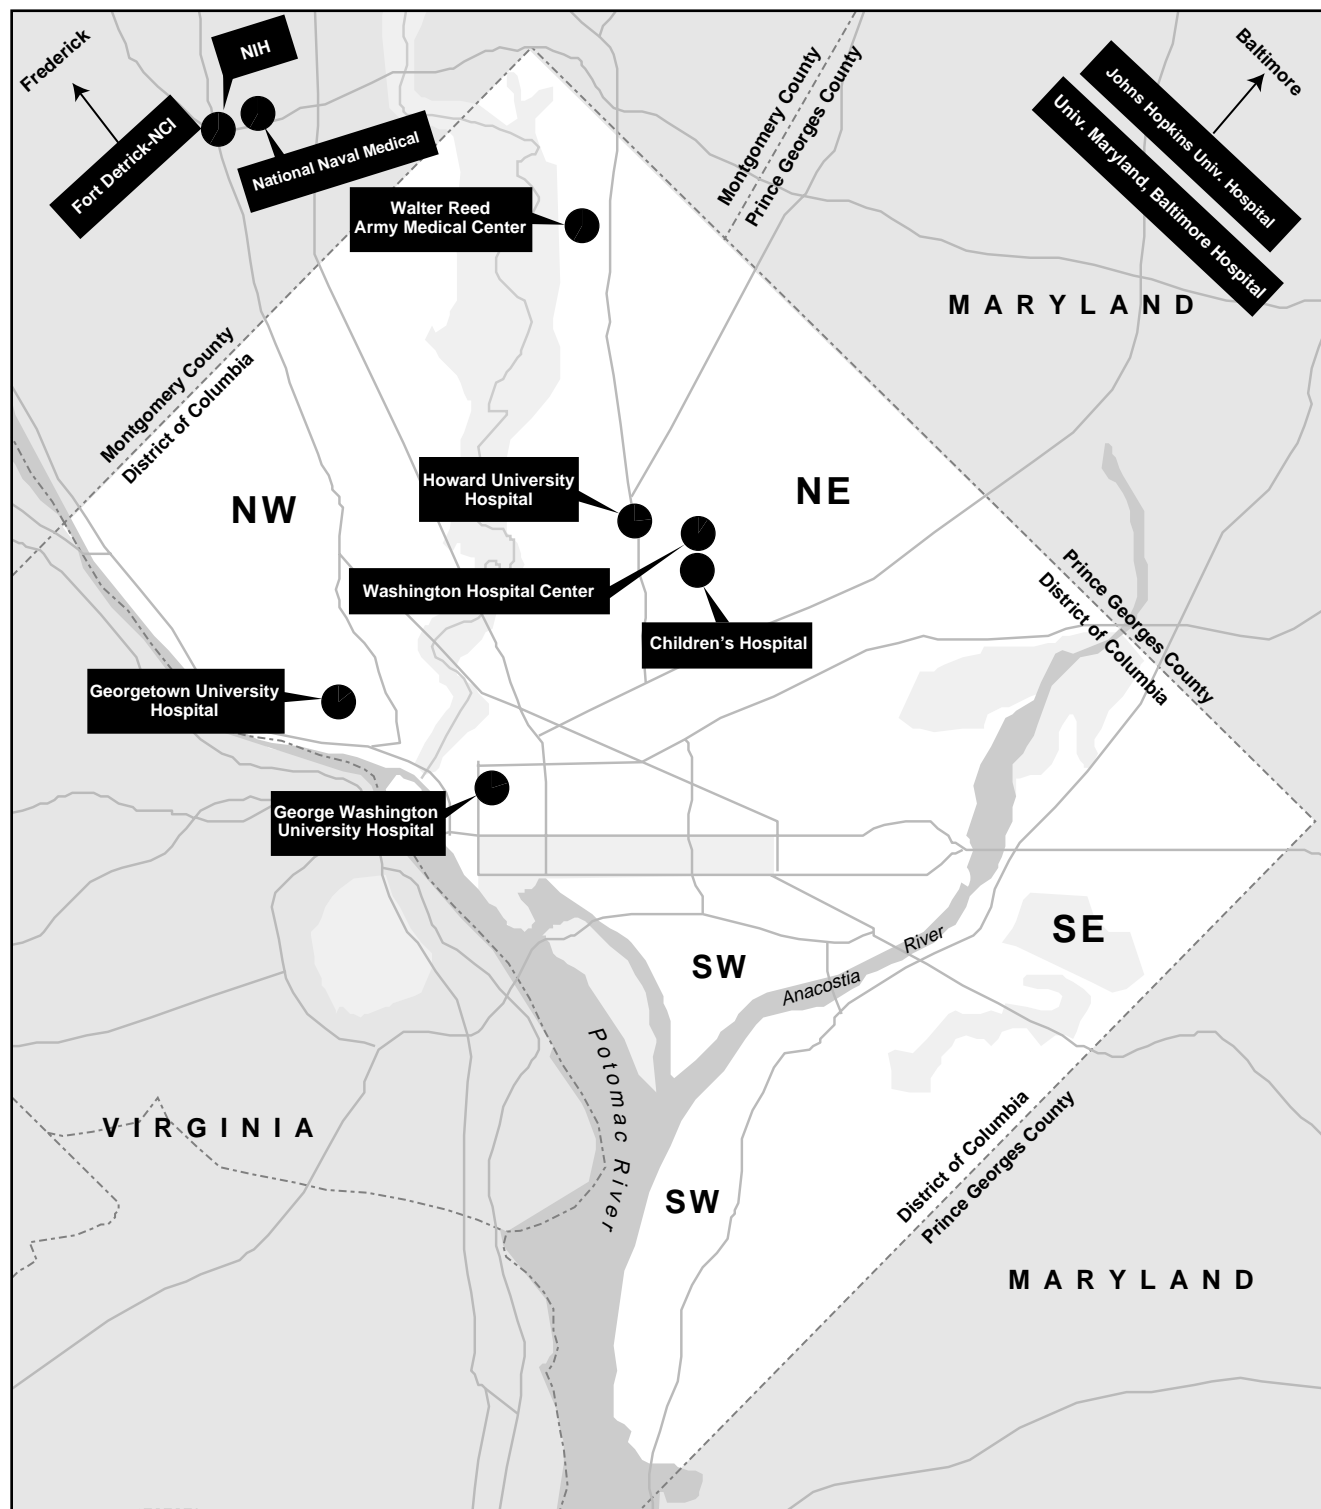 Frederick
NIH
Fort Detrick-NCI
National Naval Medical
Montgomery County
Prince Georges County
Baltimore
Johns Hopkins Univ. Hospital
Univ. Maryland, Baltimore Hospital
Walter Reed
Army Medical Center
MARYLAND
Montgomery County
District of Columbia
NW
Howard University
Hospital
NE
Washington Hospital Center
Children’s Hospital
Prince Georges County
District of Columbia
Georgetown University
Hospital
George Washington
University Hospital
SE
SW
Anacostia River
Potomac River
VIRGINIA
District of Columbia
Prince Georges County
SW
MARYLAND